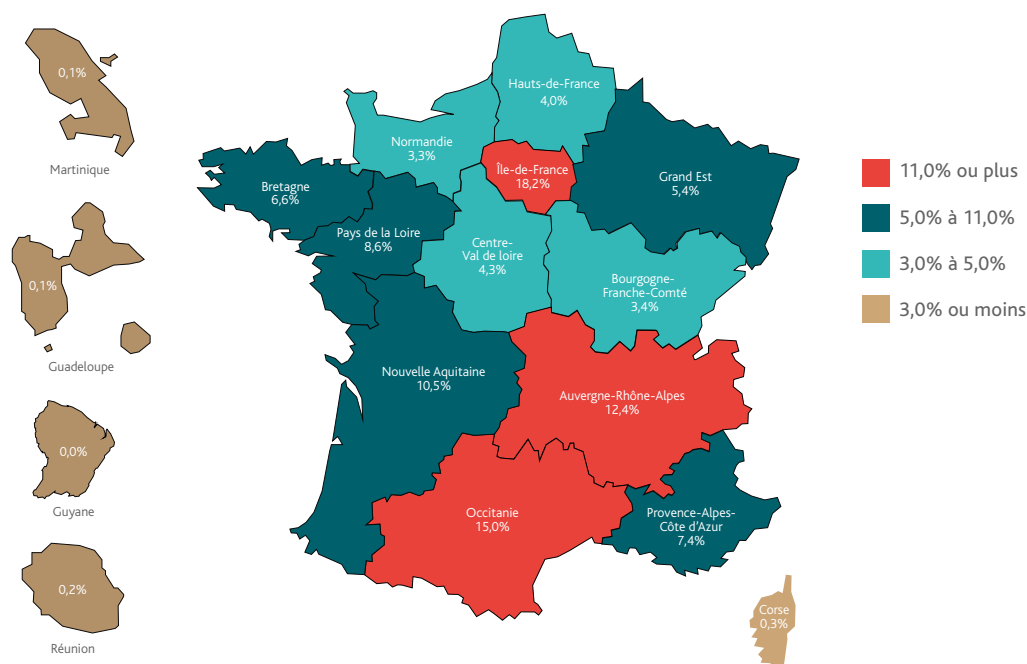 0,1%
Martinique
0,1%
Guadeloupe
0,0%
Guyane
0,2%
Réunion
Hauts-de-France
4,0%
Normandie
3,3%
Île-de-France
18,2%
Grand Est
5,4%
Bretagne
6,6%
Pays de la Loire
8,6%
Centre-
Val de loire
4,3%
Bourgogne-
Franche-Comté
3,4%
Nouvelle Aquitaine
10,5%
Auvergne-Rhône-Alpes
12,4%
Occitanie
15,0%
Provence-Alpes-
Côte d'Azur
7,4%
Corse
0,3%
11,0% ou plus
5,0% à 11,0%
3,0% à 5,0%
3,0% ou moins